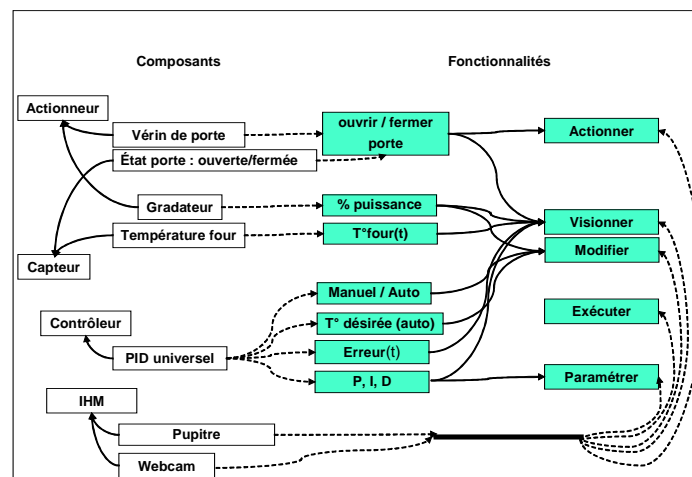 Composants
Fonctionnalités
Actionneur
ouvrir / fermer
porte
Actionner
Vérin de porte
État porte : ouverte/fermée
Gradateur
% puissance
Visionner
Température four
T°four(t)
Modifier
Capteur
Manuel / Auto
Contrôleur
T° désirée (auto)
Exécuter
PID universel
Erreur(t)
P, I, D
Paramétrer
IHM
Pupitre
Webcam